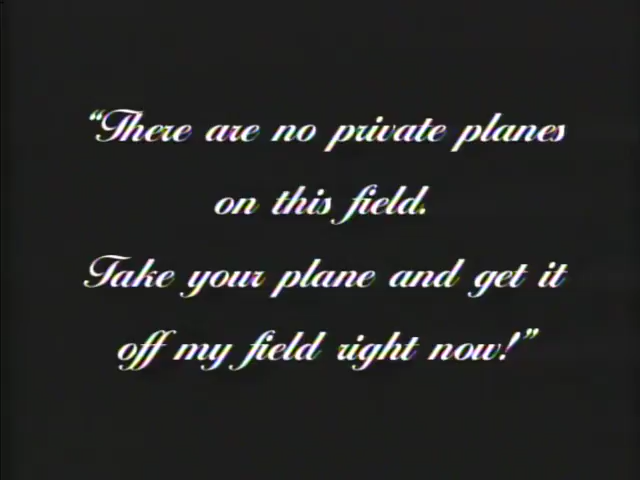 “There are no private planes
on this field.
Take your plane and get it
off my field right now!”